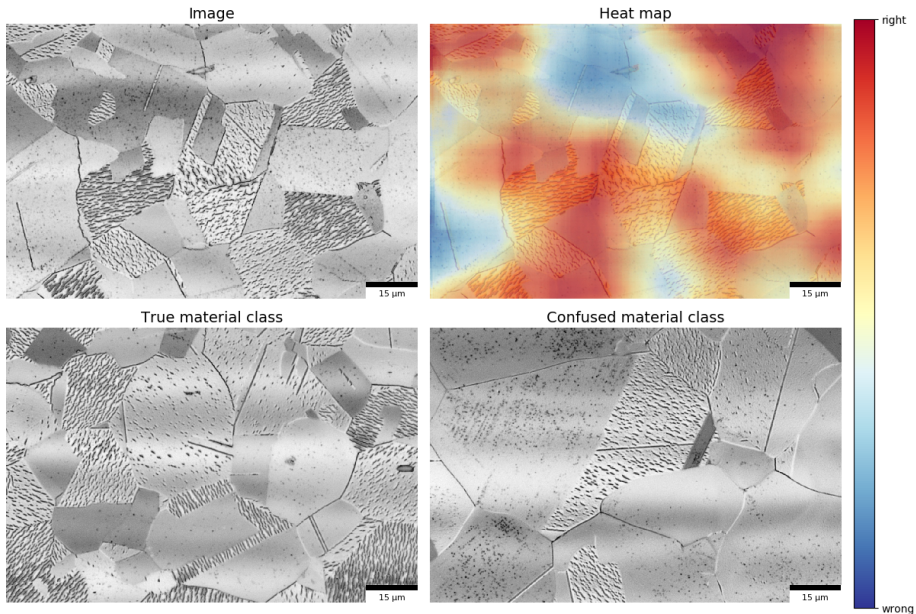 Image
Heat map
right
15 µm
15 µm
True material class
Confused material class
15 µm
15 µm
wrong